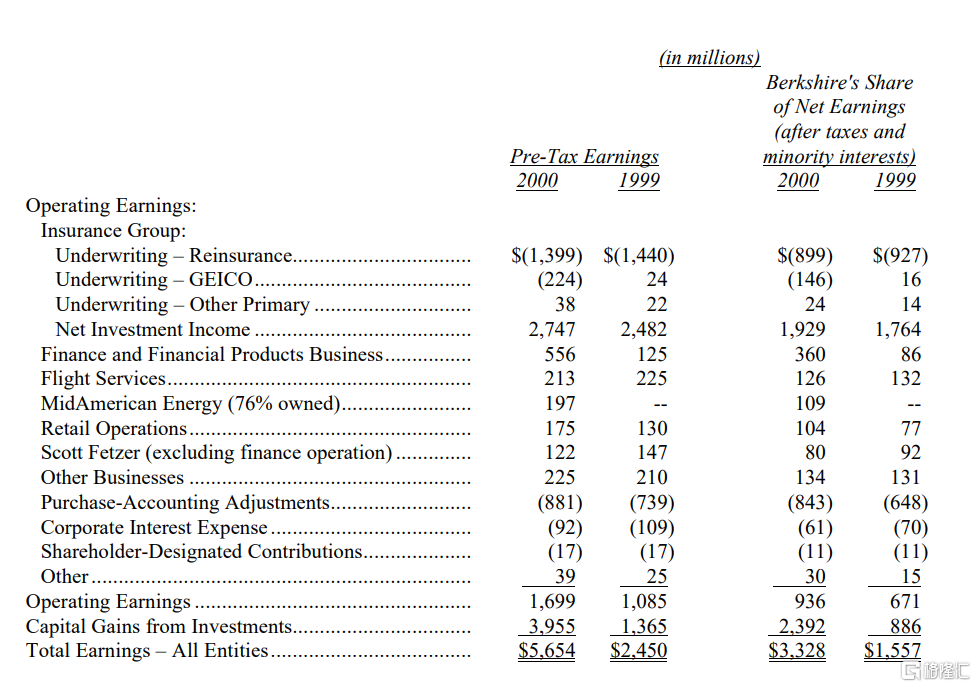 (in millions)
Berkshire's Share
of Net Earnings
(after taxes and
Pre-Tax Earnings minority interests)
2000 1999 2000 1999
Operating Earnings:
Insurance Group:
Underwriting – Reinsurance.................................. $(1,399) $(1,440) $(899) $(927)
Underwriting – GEICO.......................................... (224) 24 (146) 16
Underwriting – Other Primary ............................... 38 22 24 14
Net Investment Income .......................................... 2,747 2,482 1,929 1,764
Finance and Financial Products Business................. 556 125 360 86
Flight Services.......................................................... 213 225 126 132
MidAmerican Energy (76% owned)......................... 197 -- 109 --
Retail Operations...................................................... 175 130 104 77
Scott Fetzer (excluding finance operation) .............. 122 147 80 92
Other Businesses ...................................................... 225 210 134 131
Purchase-Accounting Adjustments........................... (881) (739) (843) (648)
Corporate Interest Expense ...................................... (92) (109) (61) (70)
Shareholder-Designated Contributions..................... (17) (17) (11) (11)
Other ........................................................................ 39 25 30 15
Operating Earnings ..................................................... 1,699 1,085 936 671
Capital Gains from Investments.................................. 3,955 1,365 2,392 886
Total Earnings – All Entities ...................................... $5,654 $2,450 $3,328 $1,557
格隆汇